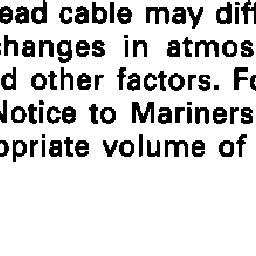 ead cable may diff
changes in atmos
d other factors. Fo
Notice to Mariners
opriate volume of